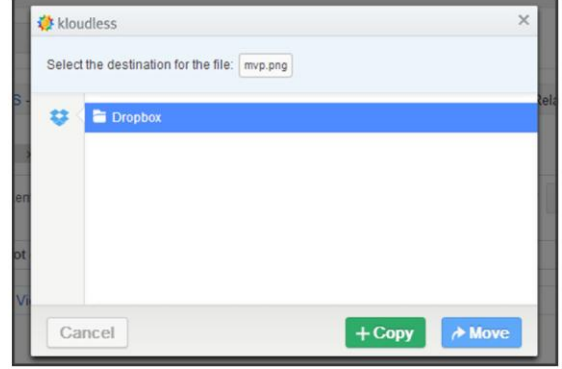 kloudless ×
Select the destination for the file: mvp.png
Dropbox
Cancel + Copy Move